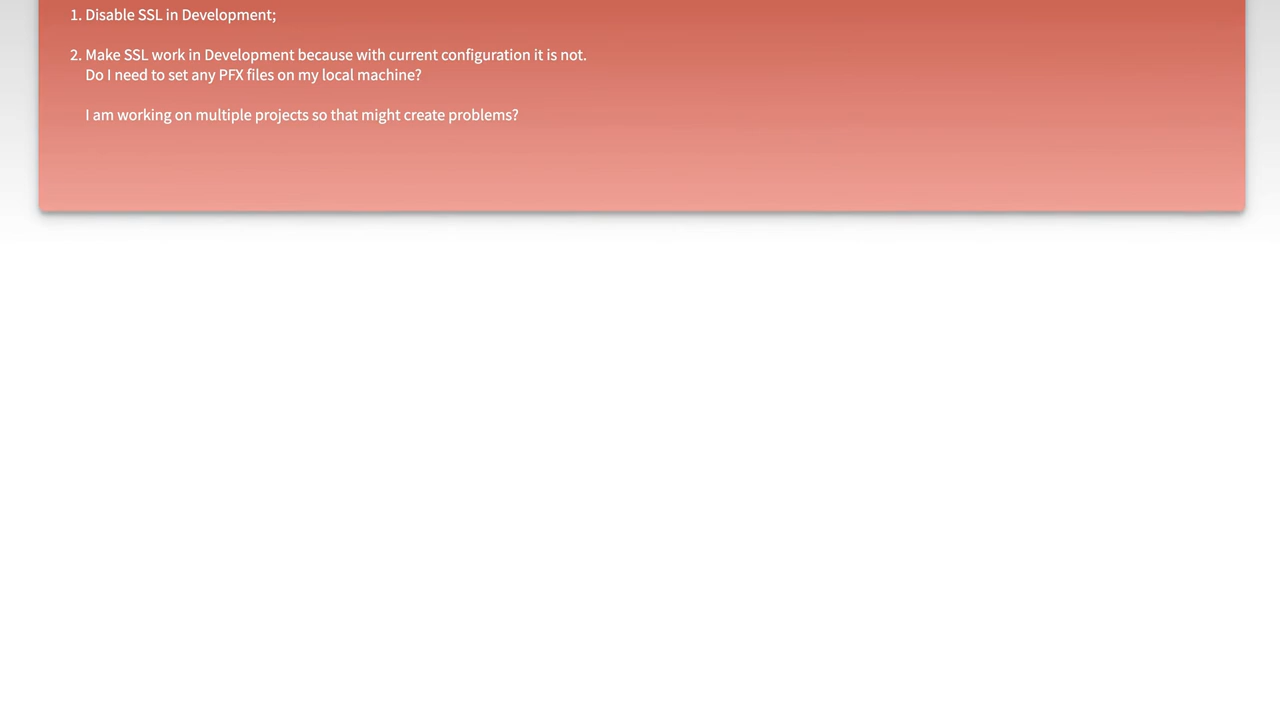 1. Disable SSL in Development;
2. Make SSL work in Development because with current configuration it is not.
Do I need to set any PFX files on my local machine?
I am working on multiple projects so that might create problems?